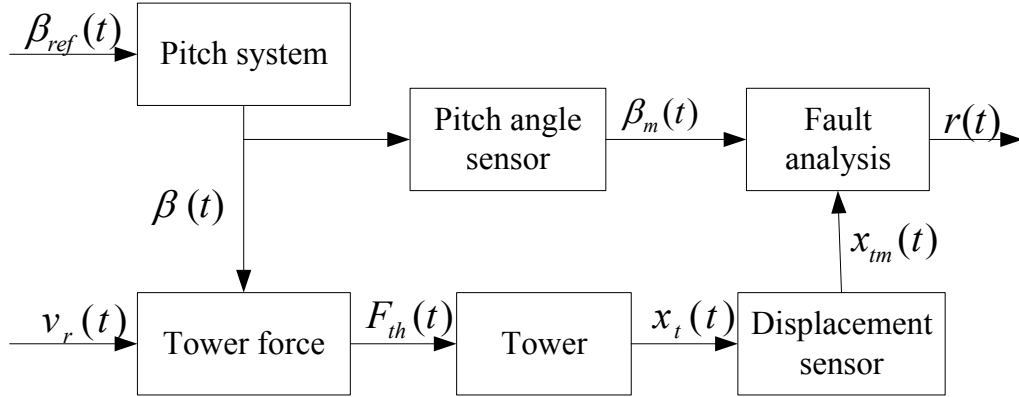 β_ref(t)
Pitch system
Pitch angle
sensor
β_m(t)
Fault
analysis
r(t)
β(t)
x_tm(t)
v_r(t)
Tower force
F_th(t)
Tower
x_t(t)
Displacement
sensor